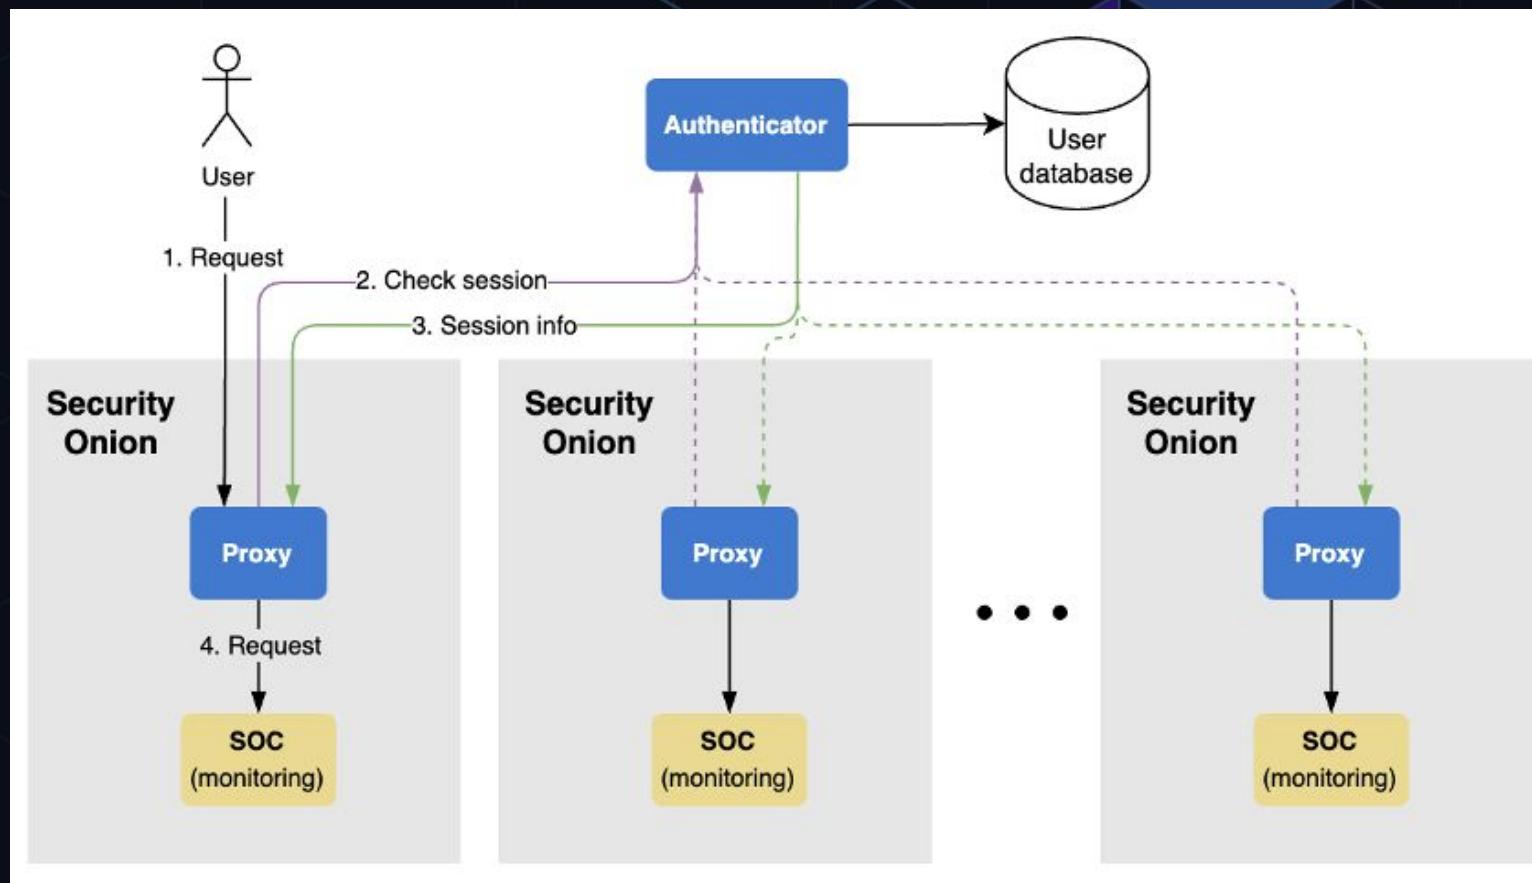 User
Authenticator
User
database
1. Request
2. Check session
3. Session info
Security
Onion
Proxy
4. Request
SOC
(monitoring)
Security
Onion
Proxy
SOC
(monitoring)
Security
Onion
Proxy
SOC
(monitoring)